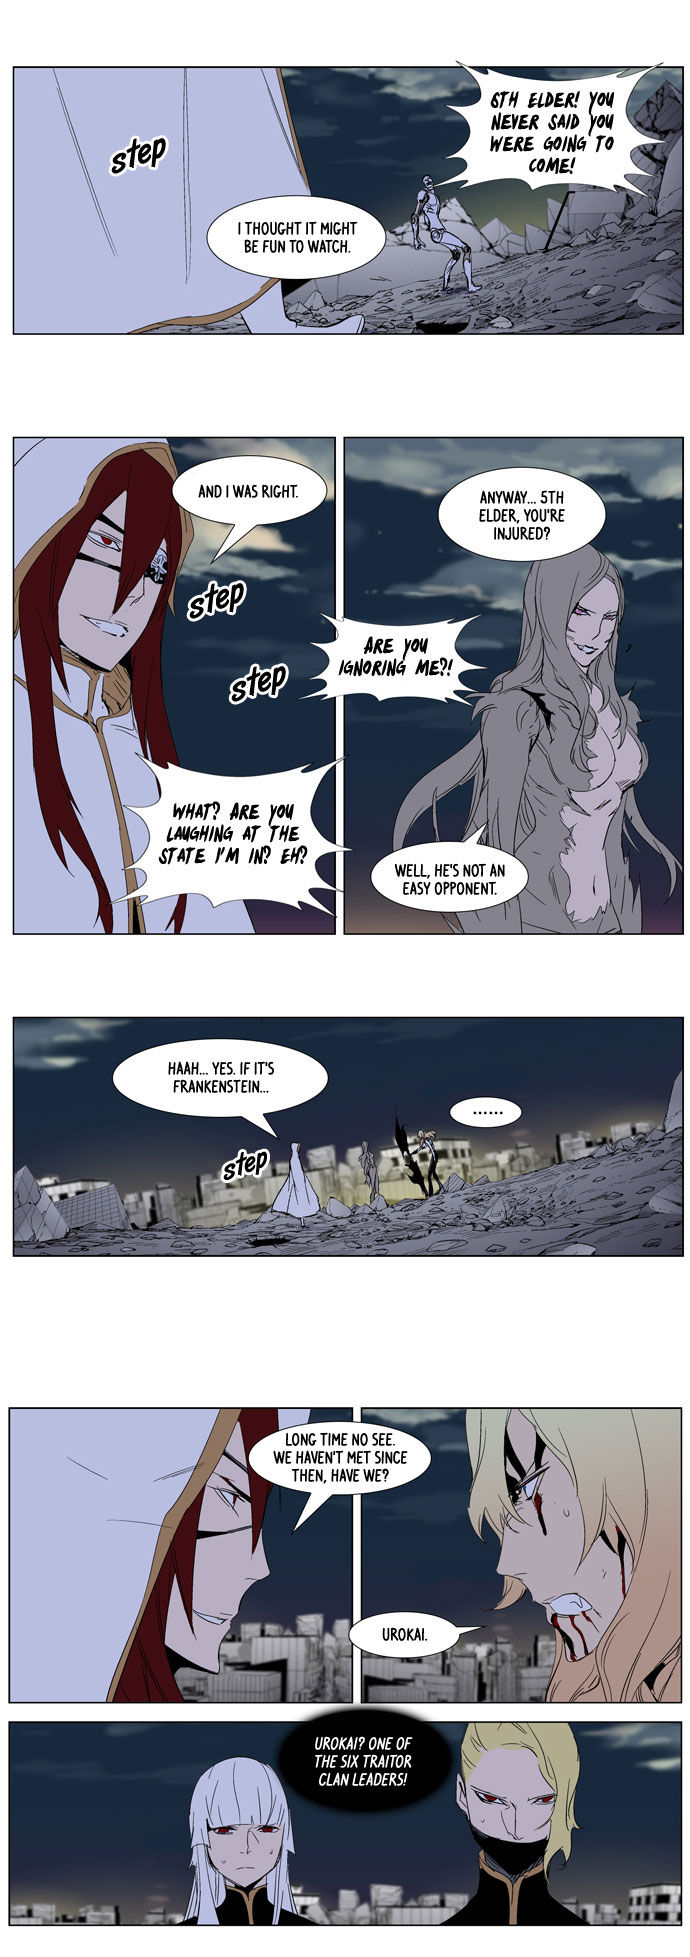 6TH ELDER! YOU
NEVER SAID YOU
WERE GOING TO
COME!
step
I THOUGHT IT MIGHT
BE FUN TO WATCH.
AND I WAS RIGHT.
step
step
WHAT? ARE YOU
LAUGHING AT THE
STATE I'M IN? EH?
ANYWAY... 5TH
ELDER, YOU'RE
INJURED?
ARE YOU
IGNORING ME?!
WELL, HE'S NOT AN
EASY OPPONENT.
HAAH... YES. IF IT'S
FRANKENSTEIN...
......
step
LONG TIME NO SEE.
WE HAVEN'T MET SINCE
THEN, HAVE WE?
UROKAI.
UROKAI? ONE OF
THE SIX TRAITOR
CLAN LEADERS!